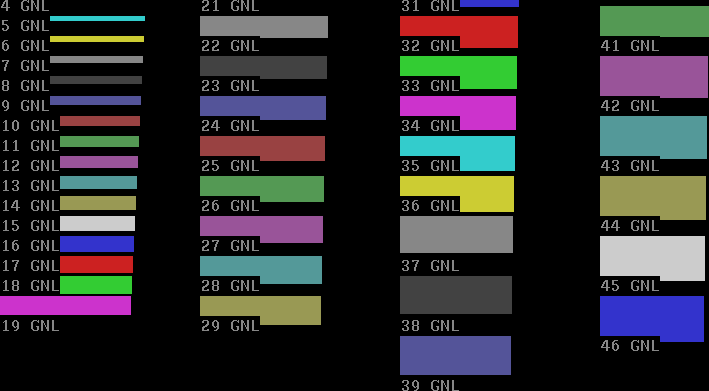 4 GNL
5 GNL
6 GNL
7 GNL
8 GNL
9 GNL
10 GNL
11 GNL
12 GNL
13 GNL
14 GNL
15 GNL
16 GNL
17 GNL
18 GNL
19 GNL
21 GNL
22 GNL
23 GNL
24 GNL
25 GNL
26 GNL
27 GNL
28 GNL
29 GNL
31 GNL
32 GNL
33 GNL
34 GNL
35 GNL
36 GNL
37 GNL
38 GNL
39 GNL
41 GNL
42 GNL
43 GNL
44 GNL
45 GNL
46 GNL